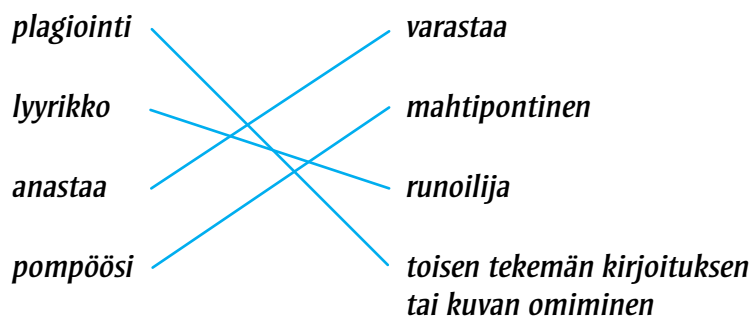 plagiointi varastaa
lyyrikko mahtipontinen
anastaa runoilija
pompöösi toisen tekemän kirjoituksen
tai kuvan omiminen